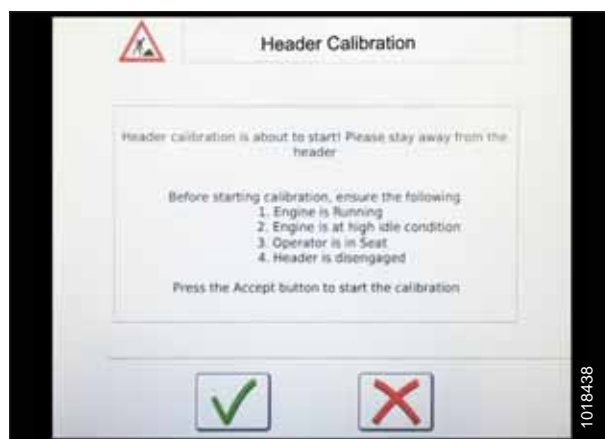 Header Calibration
Header calibration is about to start! Please stay away from the
header
Before starting calibration, ensure the following
1. Engine is Running
2. Engine is at high idle condition
3. Operator is in Seat
4. Header is disengaged
Press the Accept button to start the calibration
1018438